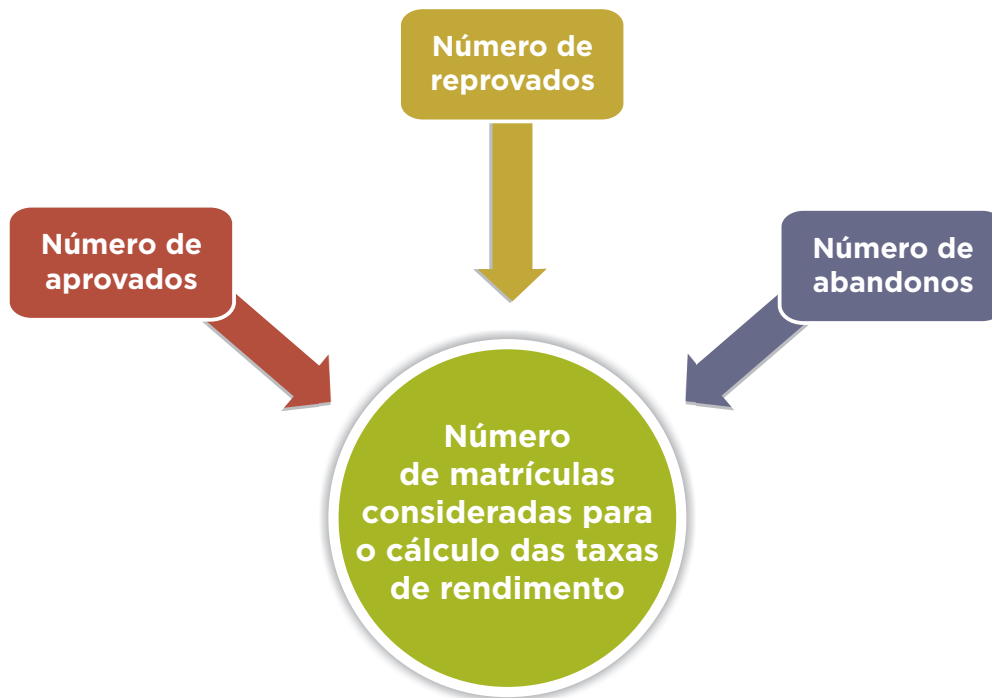 Número de
reprovados
Número de
aprovados
Número de
abandonos
Número
de matrículas
consideradas para
o cálculo das taxas
de rendimento